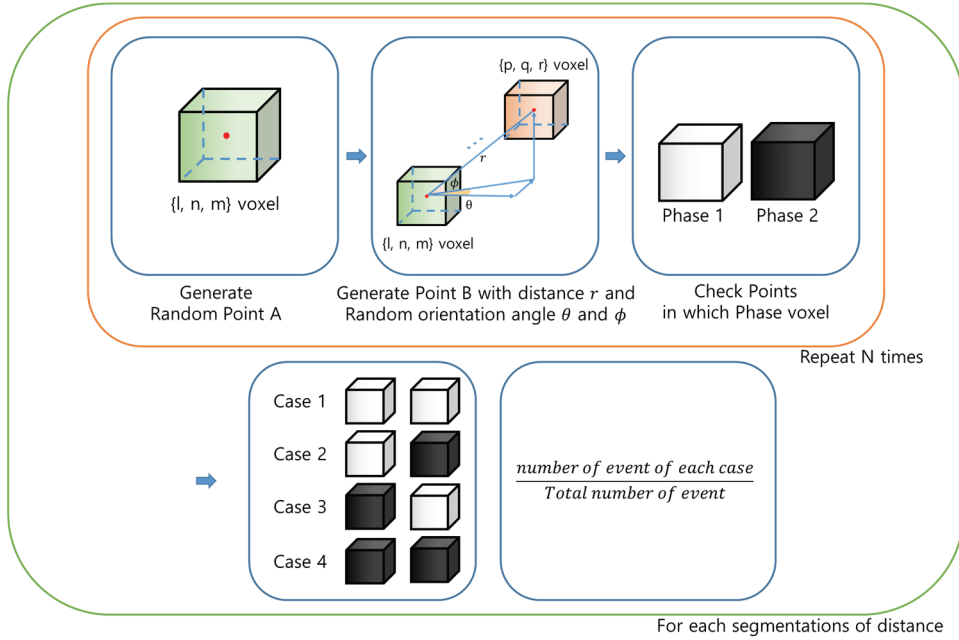 {l, n, m} voxel
Generate
Random Point A
{p, q, r} voxel
r
ϕ
θ
{l, n, m} voxel
Generate Point B with distance r and
Random orientation angle θ and ϕ
Phase 1 Phase 2
Check Points
in which Phase voxel
Repeat N times
Case 1
Case 2
Case 3
Case 4
number of event of each case
Total number of event
For each segmentations of distance